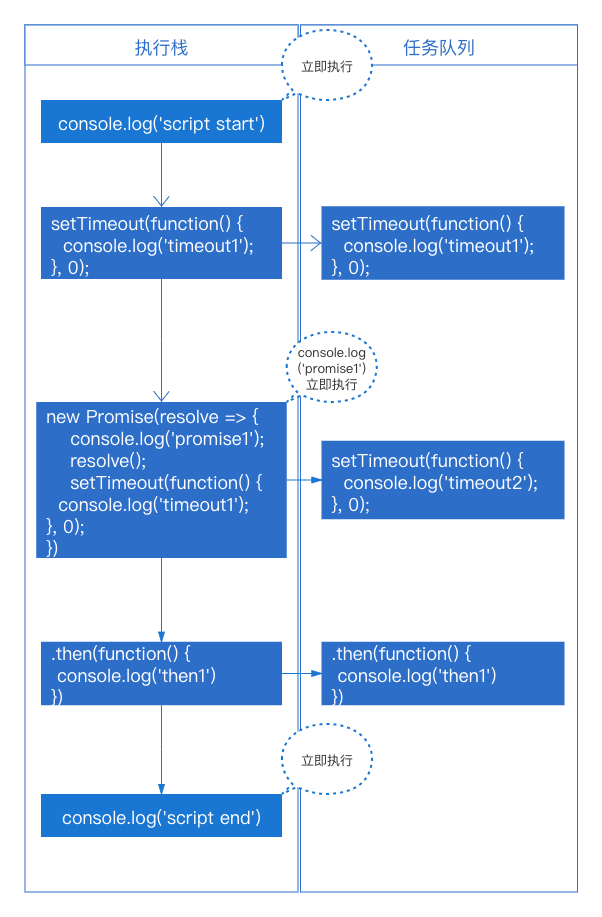 执行栈
任务队列
立即执行
console.log('script start')
setTimeout(function() {
console.log('timeout1');
}, 0);
setTimeout(function() {
console.log('timeout1');
}, 0);
console.log
('promise1')
立即执行
new Promise(resolve => {
console.log('promise1');
resolve();
setTimeout(function() {
console.log('timeout1');
}, 0);
})
setTimeout(function() {
console.log('timeout2');
}, 0);
.then(function() {
console.log('then1')
})
.then(function() {
console.log('then1')
})
立即执行
console.log('script end')